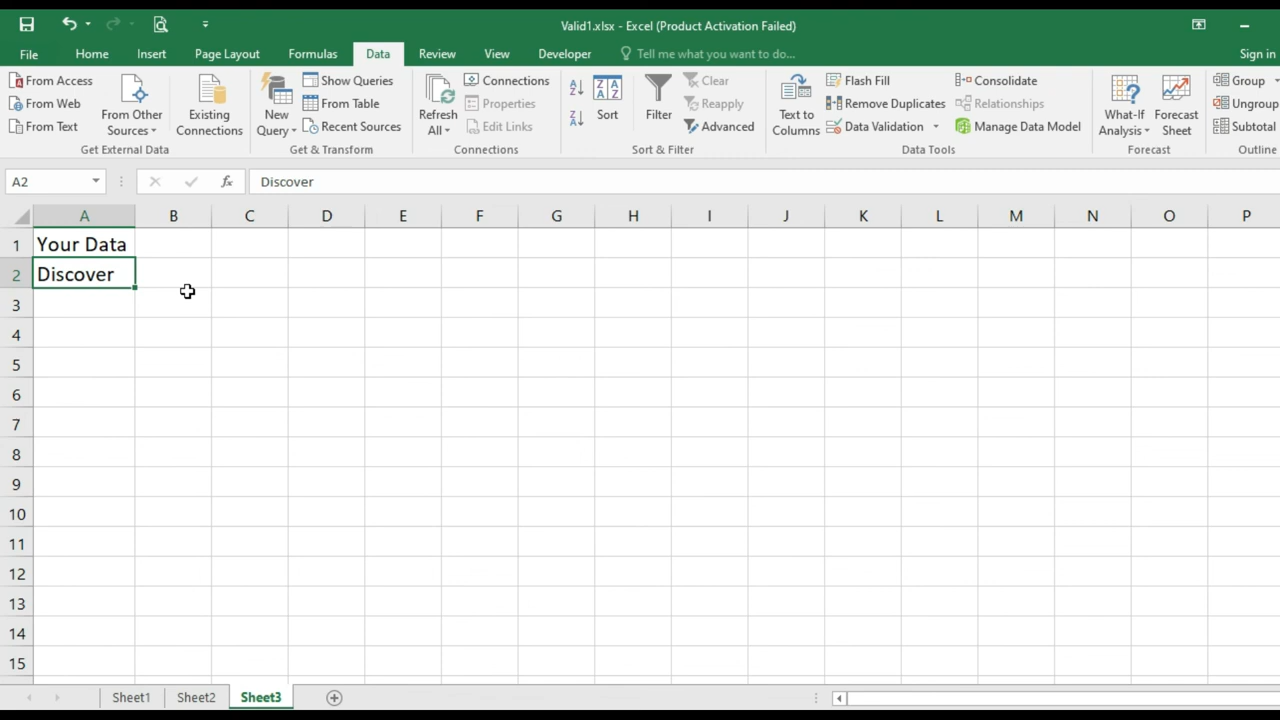 Valid1.xlsx - Excel (Product Activation Failed)
File Home Insert Page Layout Formulas Data Review View Developer Tell me what you want to do... Sign in
From Access
From Web
From Text
From Other Sources
Existing Connections
Get External Data
New Query
Show Queries
From Table
Recent Sources
Get & Transform
Refresh All
Connections
Properties
Edit Links
Connections
Sort
Filter
Clear
Reapply
Advanced
Sort & Filter
Text to Columns
Flash Fill
Remove Duplicates
Data Validation
Consolidate
Relationships
Manage Data Model
Data Tools
What-If Analysis
Forecast Sheet
Forecast
Group
Ungroup
Subtotal
Outline
A2 fx Discover
A B C D E F G H I J K L M N O P
1 Your Data
2 Discover
3
4
5
6
7
8
9
10
11
12
13
14
15
Sheet1 Sheet2 Sheet3